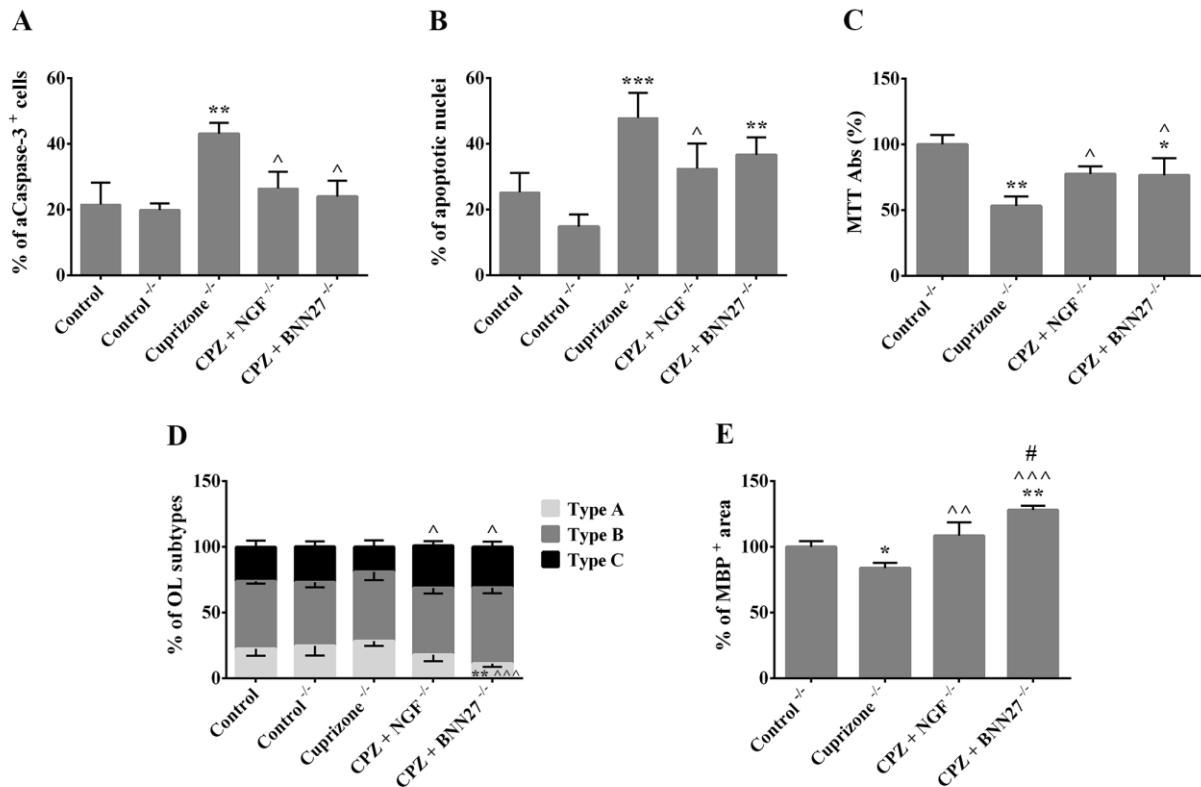 A
% of aCaspase-3 + cells
60
40
20
0
**
^
^
Control
Control -/-
Cuprizone -/-
CPZ + NGF -/-
CPZ + BNN27 -/-
B
% of apoptotic nuclei
60
40
20
0
***
^
**
Control
Control -/-
Cuprizone -/-
CPZ + NGF -/-
CPZ + BNN27 -/-
C
MTT Abs (%)
150
100
50
0
**
^
^
*
Control -/-
Cuprizone -/-
CPZ + NGF -/-
CPZ + BNN27 -/-
D
% of OL subtypes
150
100
50
0
^
^
** ^^^
Type A
Type B
Type C
Control
Control -/-
Cuprizone -/-
CPZ + NGF -/-
CPZ + BNN27 -/-
E
% of MBP + area
150
100
50
0
*
^^
#
^^^
**
Control -/-
Cuprizone -/-
CPZ + NGF -/-
CPZ + BNN27 -/-